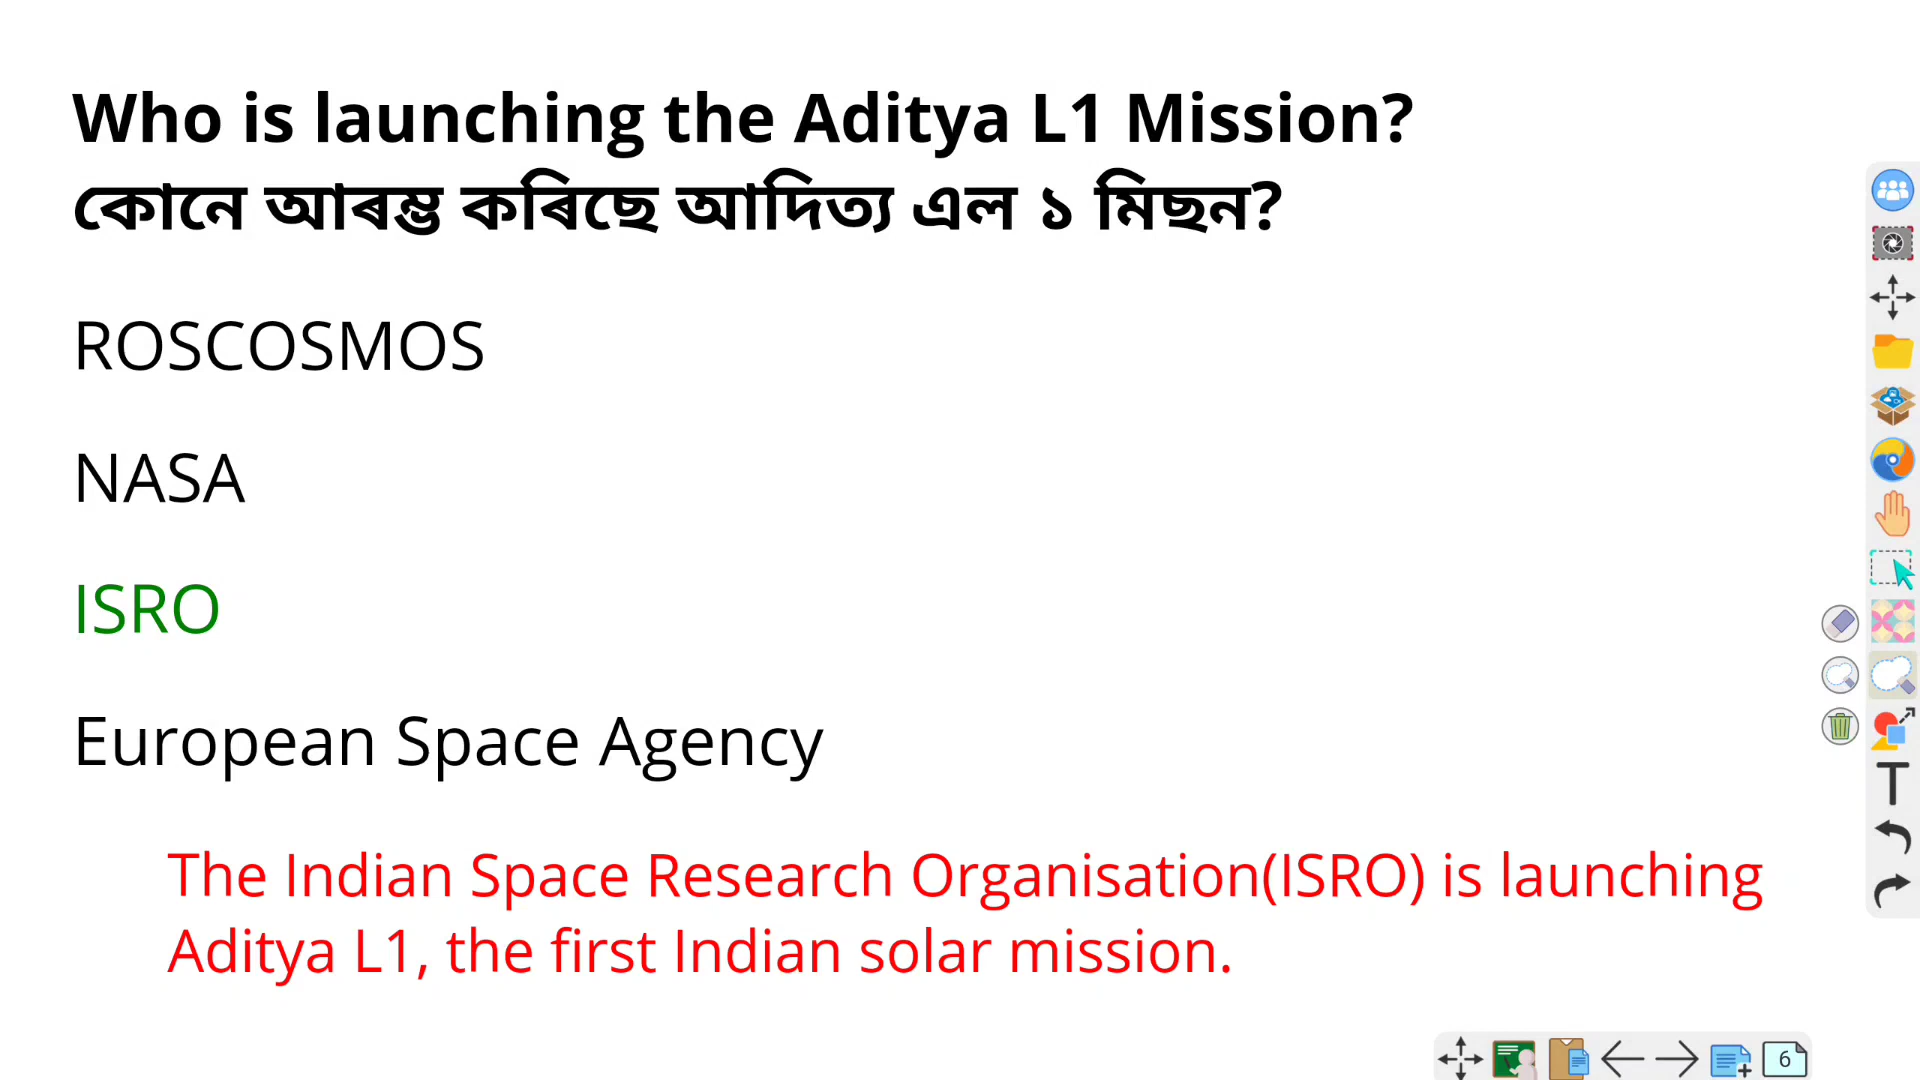 Who is launching the Aditya L1 Mission?
কোনে আৰম্ভ কৰিছে আদিত্য এল ১ মিছন?
ROSCOSMOS
NASA
ISRO
European Space Agency
The Indian Space Research Organisation(ISRO) is launching
Aditya L1, the first Indian solar mission.
T
6